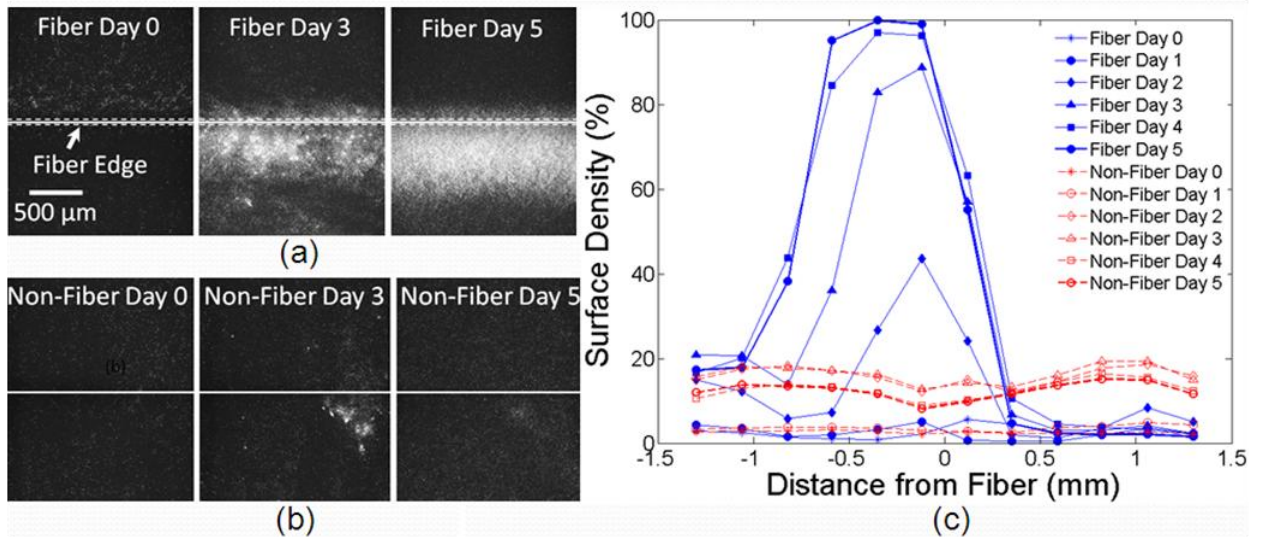 Fiber Day 0
Fiber Day 3
Fiber Day 5
Fiber Edge
500 µm
(a)
Non-Fiber Day 0
Non-Fiber Day 3
Non-Fiber Day 5
(b)
(b)
Surface Density (%)
100
80
60
40
20
0
-1.5
-1
-0.5
0
0.5
1
1.5
Distance from Fiber (mm)
Fiber Day 0
Fiber Day 1
Fiber Day 2
Fiber Day 3
Fiber Day 4
Fiber Day 5
Non-Fiber Day 0
Non-Fiber Day 1
Non-Fiber Day 2
Non-Fiber Day 3
Non-Fiber Day 4
Non-Fiber Day 5
(c)